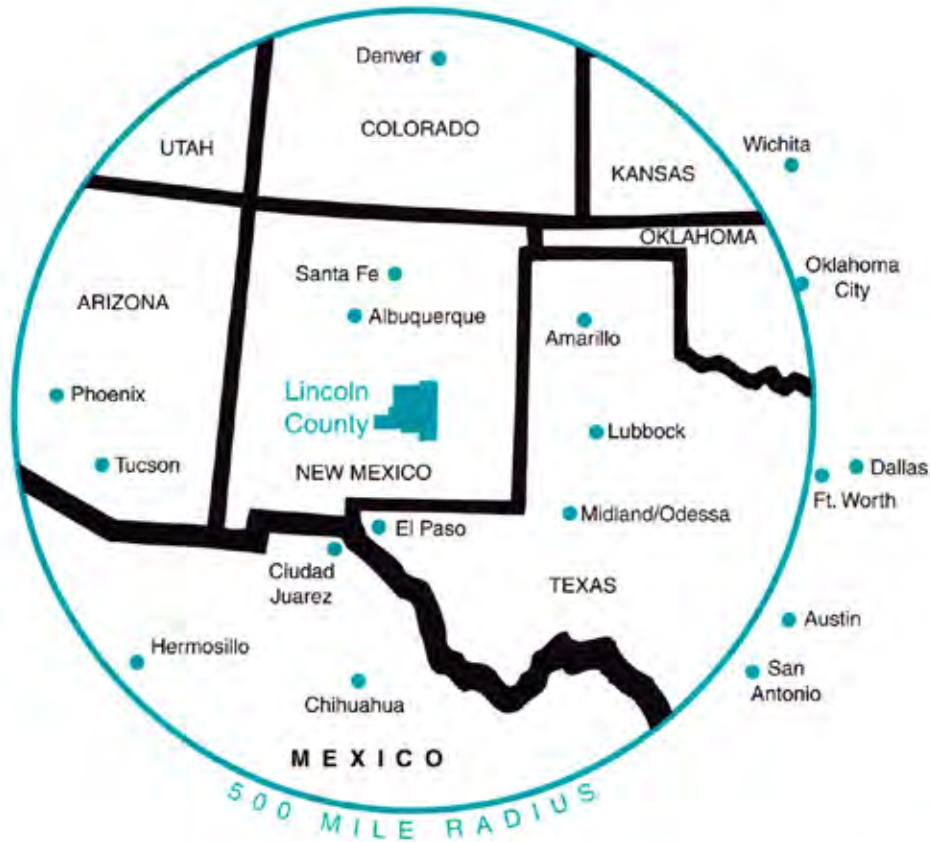 Denver
COLORADO
UTAH
Wichita
KANSAS
OKLAHOMA
Santa Fe
Oklahoma
City
ARIZONA
Albuquerque
Amarillo
Phoenix
Lincoln
County
Lubbock
Tucson
NEW MEXICO
Dallas
Ft. Worth
El Paso
Midland/Odessa
Ciudad
Juarez
TEXAS
Austin
Hermosillo
San
Antonio
Chihuahua
MEXICO
500 MILE RADIUS